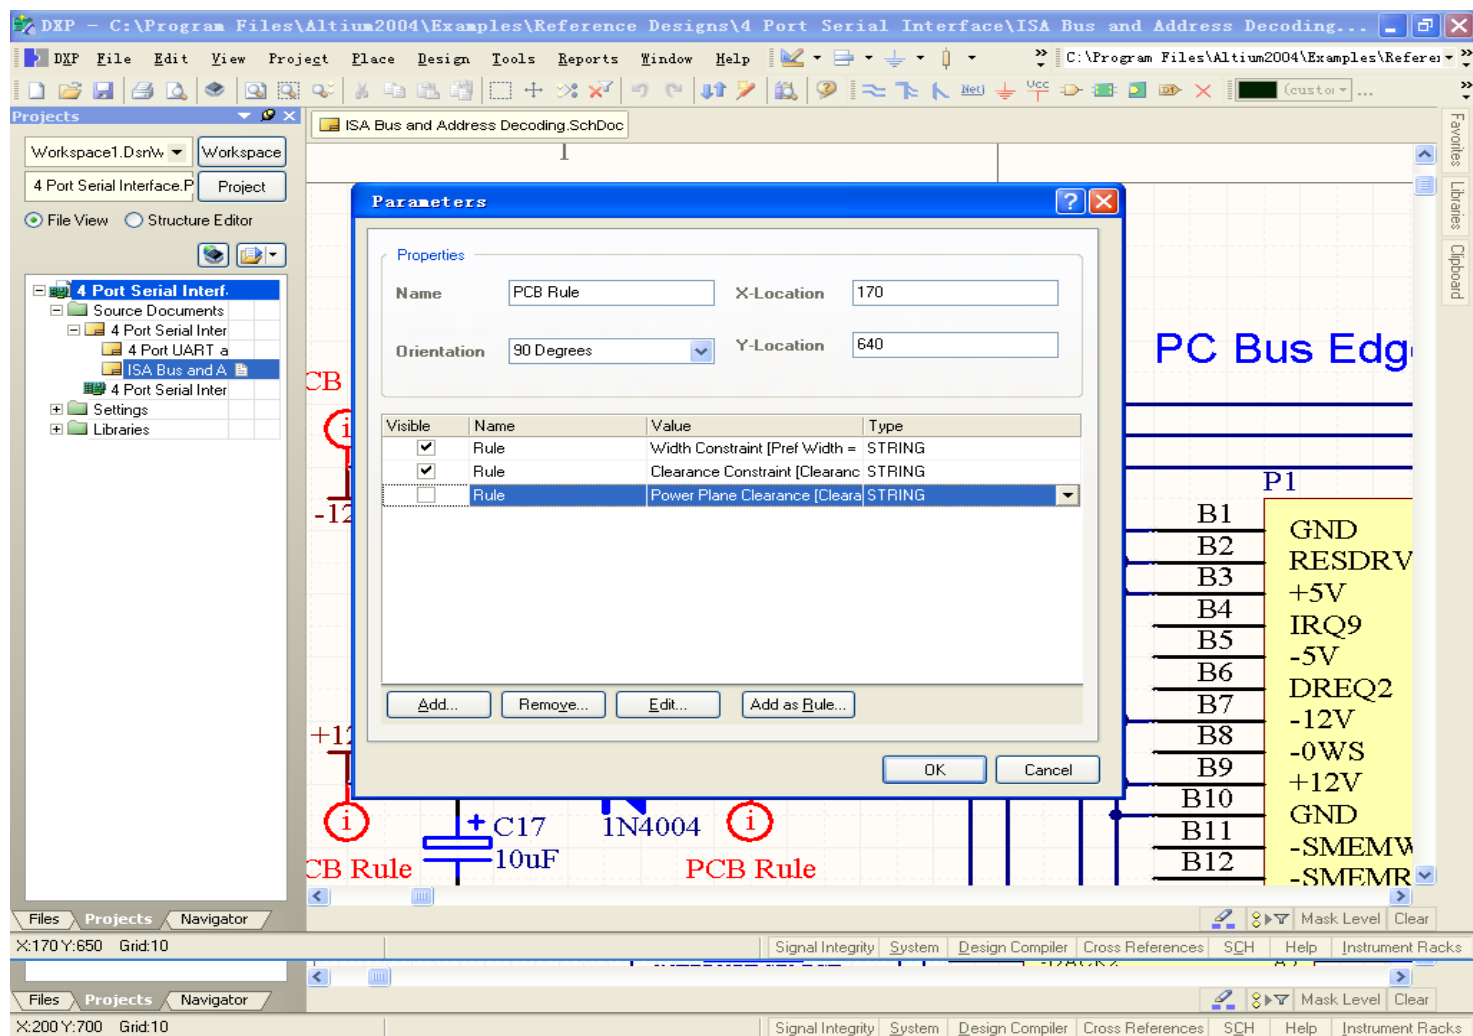 DXP - C:\Program Files\Altium2004\Examples\Reference Designs\4 Port Serial Interface\ISA Bus and Address Decoding...
DXP File Edit View Project Place Design Tools Reports Window Help » C:\Program Files\Altium2004\Examples\Referen »
Net Vcc D1 (custor ... »
Projects
ISA Bus and Address Decoding.SchDoc
Workspace1.DsnW Workspace
4 Port Serial Interface.P Project
File View Structure Editor
4 Port Serial Interf.
Source Documents
4 Port Serial Inter
4 Port UART a
ISA Bus and A
4 Port Serial Inter
Settings
Libraries
Files Projects Navigator
Favorites
Libraries
Clipboard
1
Parameters
Properties
Name PCB Rule X-Location 170
Orientation 90 Degrees Y-Location 640
Visible Name Value Type
Rule Width Constraint [Pref Width = STRING
Rule Clearance Constraint [Clearanc STRING
Rule Power Plane Clearance [Cleara STRING
Add... Remove... Edit... Add as Rule...
OK Cancel
PC Bus Edg
CB
i
-12
+12
i
CB Rule
+ C17
10uF
1N4004
i
PCB Rule
P1
B1 GND
B2 RESDRV
B3 +5V
B4 IRQ9
B5 -5V
B6 DREQ2
B7 -12V
B8 -0WS
B9 +12V
B10 GND
B11 -SMEMW
B12 -SMEMR
Mask Level Clear
X:170 Y:650 Grid:10
Signal Integrity System Design Compiler Cross References SCH Help Instrument Racks
Files Projects Navigator
Mask Level Clear
X:200 Y:700 Grid:10
Signal Integrity System Design Compiler Cross References SCH Help Instrument Racks